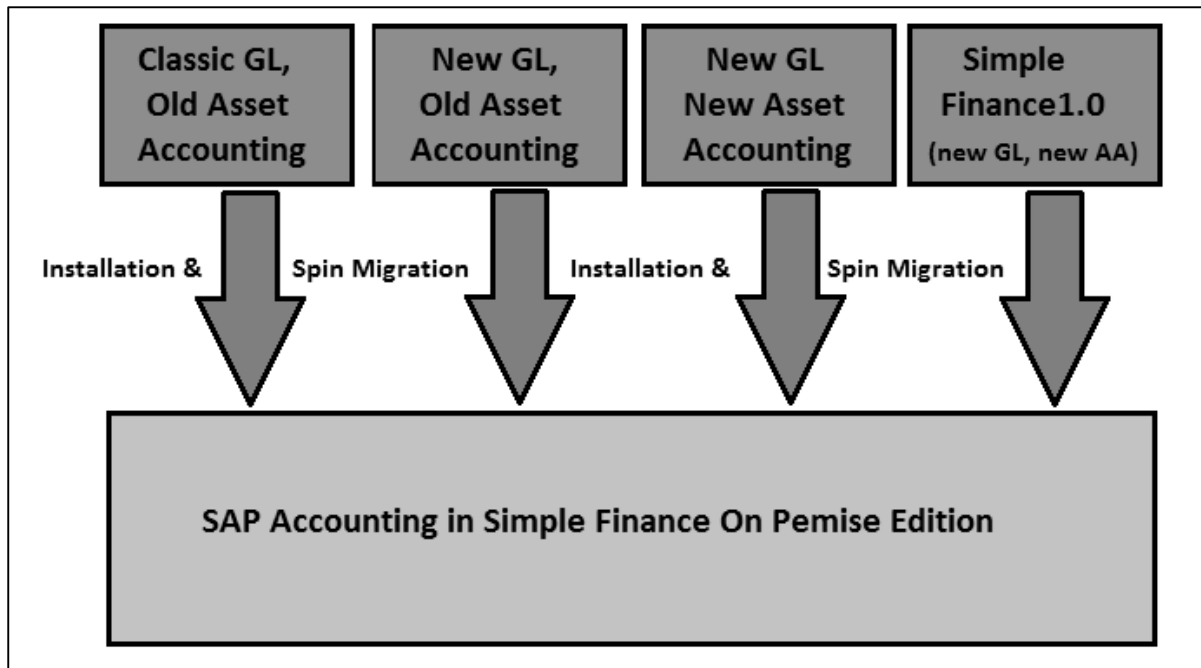 Classic GL,
Old Asset
Accounting
New GL,
Old Asset
Accounting
New GL
New Asset
Accounting
Simple
Finance1.0
(new GL, new AA)
Installation &
Spin Migration
Installation &
Spin Migration
SAP Accounting in Simple Finance On Pemise Edition